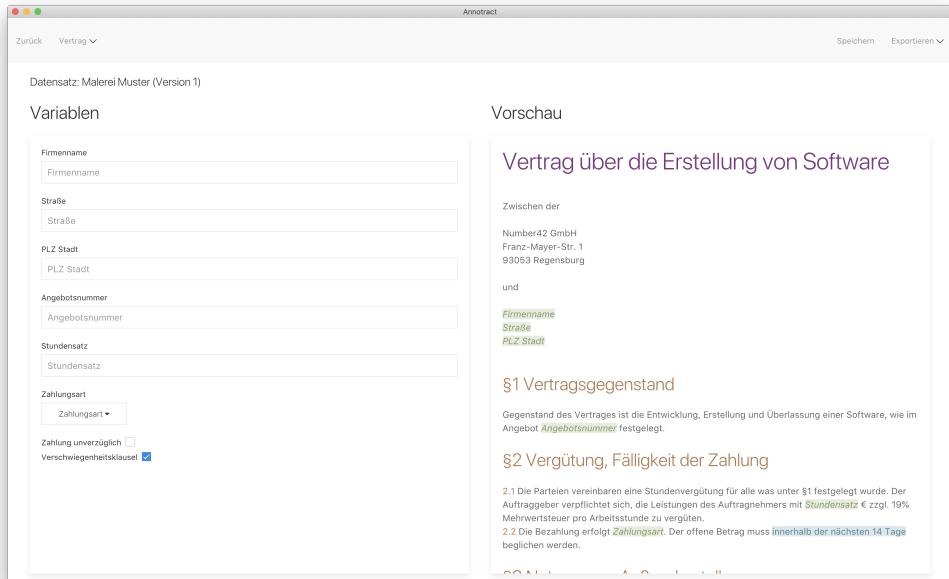 Annotract
Zurück Vertrag
Speichern Exportieren
Datensatz: Malerei Muster (Version 1)
Variablen
Firmenname
Firmenname
Straße
Straße
PLZ Stadt
PLZ Stadt
Angebotsnummer
Angebotsnummer
Stundensatz
Stundensatz
Zahlungsart
Zahlungsart
Zahlung unverzüglich
Verschwiegenheitsklausel
Vorschau
Vertrag über die Erstellung von Software
Zwischen der
Number42 GmbH
Franz-Mayer-Str. 1
93053 Regensburg
und
Firmenname
Straße
PLZ Stadt
§1 Vertragsgegenstand
Gegenstand des Vertrages ist die Entwicklung, Erstellung und Überlassung einer Software, wie im
Angebot Angebotsnummer festgelegt.
§2 Vergütung, Fälligkeit der Zahlung
2.1 Die Parteien vereinbaren eine Stundenvergütung für alle was unter §1 festgelegt wurde. Der
Auftraggeber verpflichtet sich, die Leistungen des Auftragnehmers mit Stundensatz € zzgl. 19%
Mehrwertsteuer pro Arbeitsstunde zu vergüten.
2.2 Die Bezahlung erfolgt Zahlungsart. Der offene Betrag muss innerhalb der nächsten 14 Tage
beglichen werden.